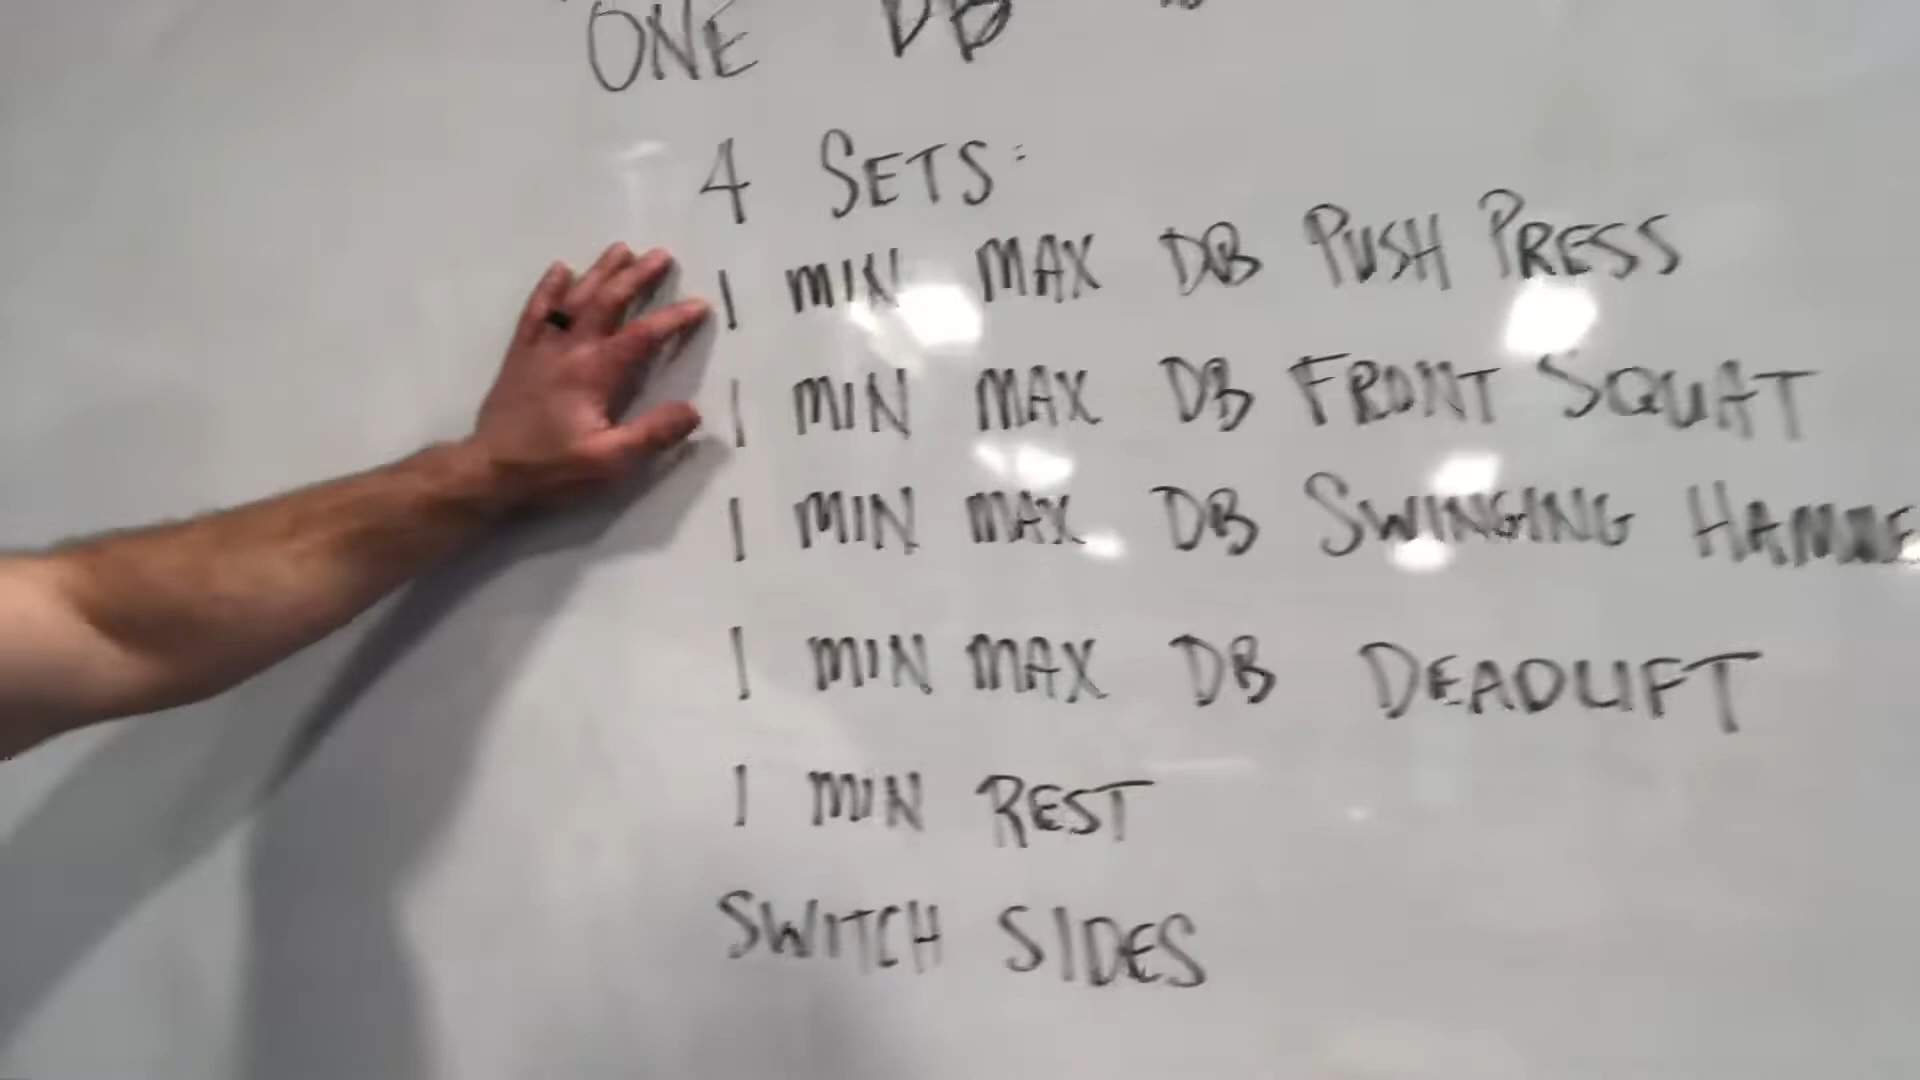 ONE DB
4 SETS:
1 MIN MAX DB PUSH PRESS
1 MIN MAX DB FRONT SQUAT
1 MIN MAX DB SWINGING HAMME
1 MIN MAX DB DEADLIFT
1 MIN REST
SWITCH SIDES